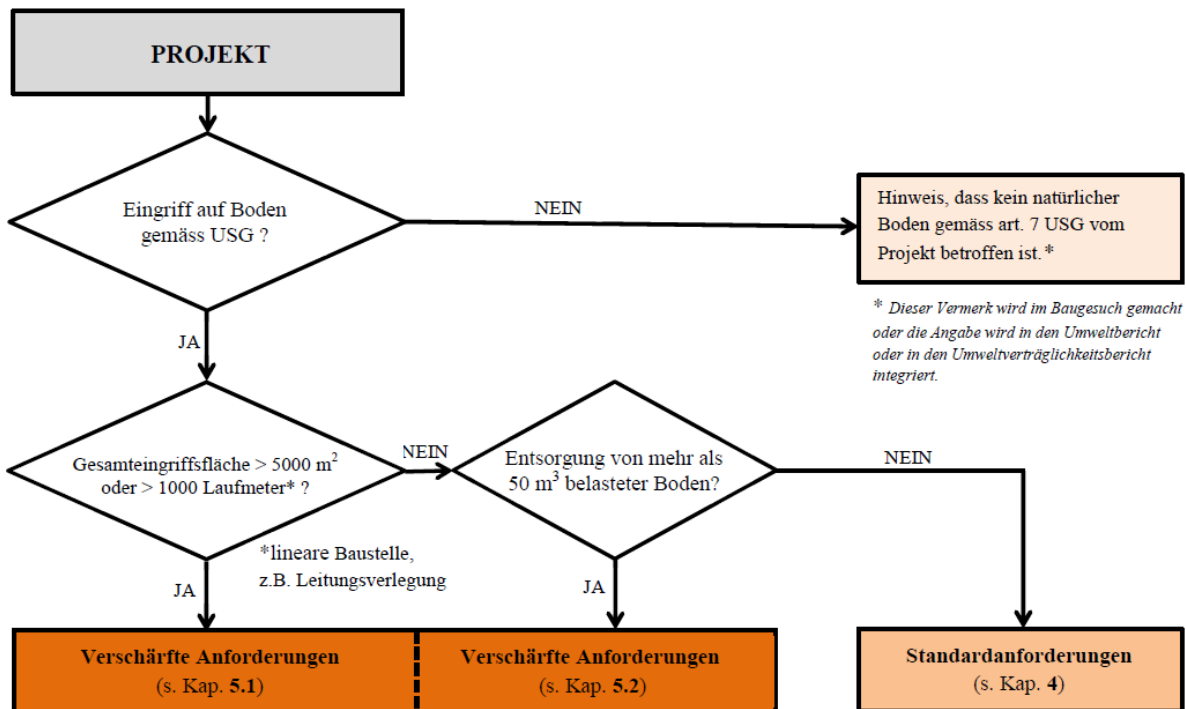 PROJEKT
Eingriff auf Boden
gemäss USG ?
NEIN
Hinweis, dass kein natürlicher
Boden gemäss art. 7 USG vom
Projekt betroffen ist.*
* Dieser Vermerk wird im Baugesuch gemacht
oder die Angabe wird in den Umweltbericht
oder in den Umweltverträglichkeitsbericht
integriert.
JA
Gesamteingriffsfläche > 5000 m²
oder > 1000 Laufmeter* ?
NEIN
Entsorgung von mehr als
50 m³ belasteter Boden?
NEIN
*lineare Baustelle,
z.B. Leitungsverlegung
JA
JA
Verschärfte Anforderungen
(s. Kap. 5.1)
Verschärfte Anforderungen
(s. Kap. 5.2)
Standardanforderungen
(s. Kap. 4)